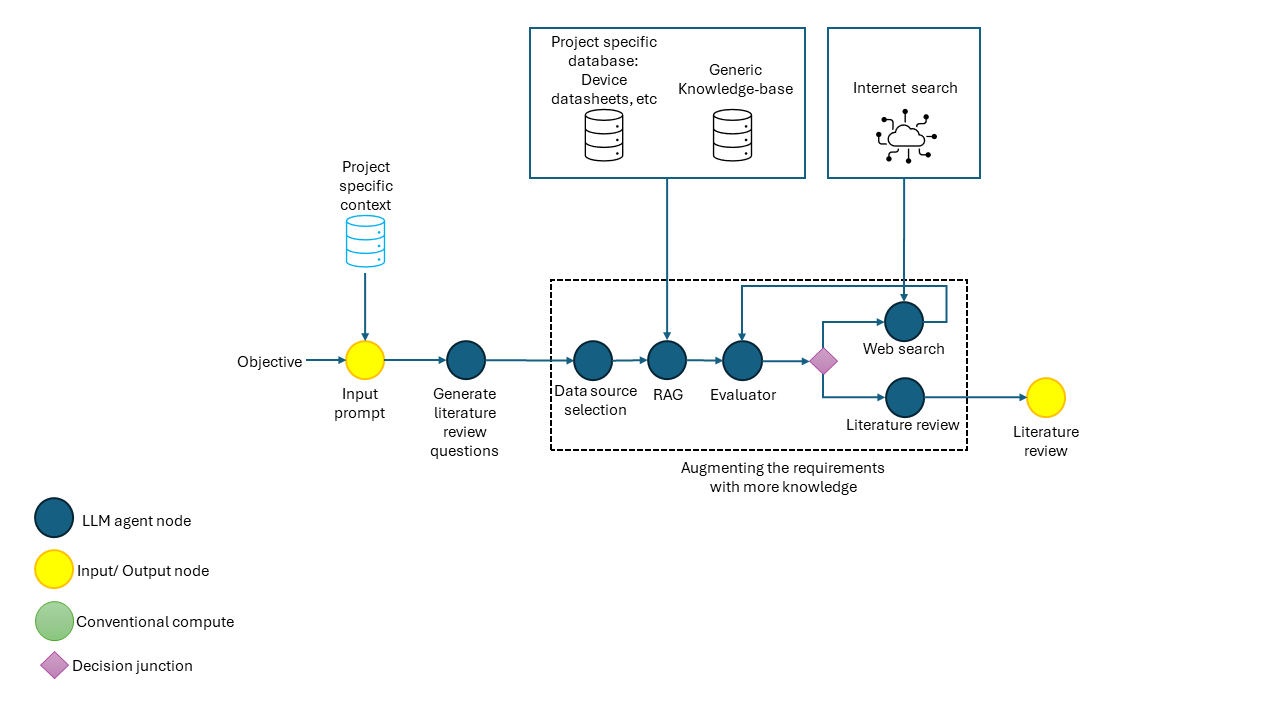 Project specific
database:
Device
datasheets, etc
Generic
Knowledge-base
Internet search
Project
specific
context
Objective
Input
prompt
Generate
literature
review
questions
Data source
selection
RAG
Evaluator
Web search
Literature review
Literature
review
Augmenting the requirements
with more knowledge
LLM agent node
Input/ Output node
Conventional compute
Decision junction